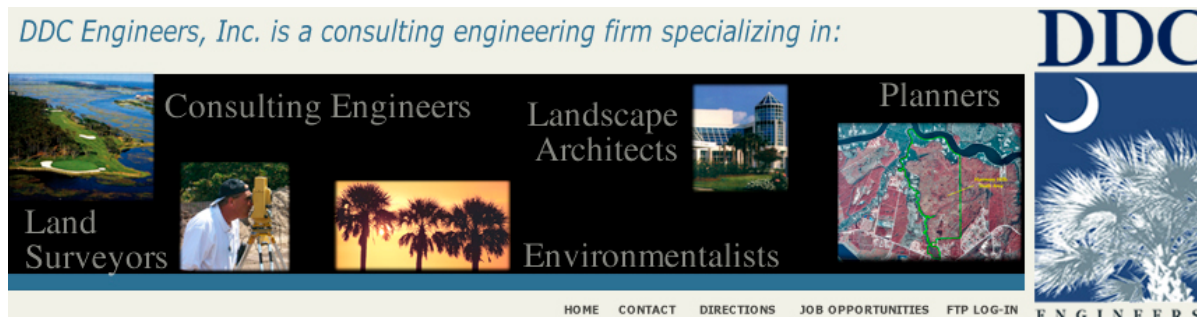 DDC Engineers, Inc. is a consulting engineering firm specializing in:
DDC
Consulting Engineers
Landscape
Architects
Planners
Land
Surveyors
Environmentalists
HOME CONTACT DIRECTIONS JOB OPPORTUNITIES FTP LOG-IN
ENGINEERS